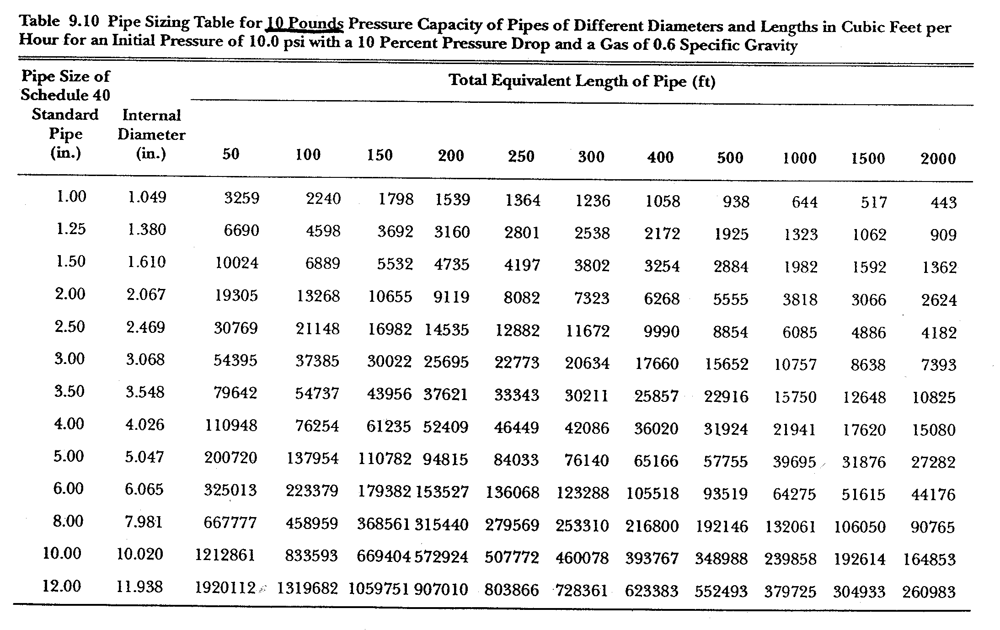 Table 9.10 Pipe Sizing Table for 10 Pounds Pressure Capacity of Pipes of Different Diameters and Lengths in Cubic Feet per
Hour for an Initial Pressure of 10.0 psi with a 10 Percent Pressure Drop and a Gas of 0.6 Specific Gravity
Pipe Size of
Schedule 40
Standard
Pipe
(in.)
Internal
Diameter
(in.)
Total Equivalent Length of Pipe (ft)
50 100 150 200 250 300 400 500 1000 1500 2000
1.00 1.049 3259 2240 1798 1539 1364 1236 1058 938 644 517 443
1.25 1.380 6690 4598 3692 3160 2801 2538 2172 1925 1323 1062 909
1.50 1.610 10024 6889 5532 4735 4197 3802 3254 2884 1982 1592 1362
2.00 2.067 19305 13268 10655 9119 8082 7323 6268 5555 3818 3066 2624
2.50 2.469 30769 21148 16982 14535 12882 11672 9990 8854 6085 4886 4182
3.00 3.068 54395 37385 30022 25695 22773 20634 17660 15652 10757 8638 7393
3.50 3.548 79642 54737 43956 37621 33343 30211 25857 22916 15750 12648 10825
4.00 4.026 110948 76254 61235 52409 46449 42086 36020 31924 21941 17620 15080
5.00 5.047 200720 137954 110782 94815 84033 76140 65166 57755 39695 31876 27282
6.00 6.065 325013 223379 179382 153527 136068 123288 105518 93519 64275 51615 44176
8.00 7.981 667777 458959 368561 315440 279569 253310 216800 192146 132061 106050 90765
10.00 10.020 1212861 833593 669404 572924 507772 460078 393767 348988 239858 192614 164853
12.00 11.938 1920112 1319682 1059751 907010 803866 728361 623383 552493 379725 304933 260983